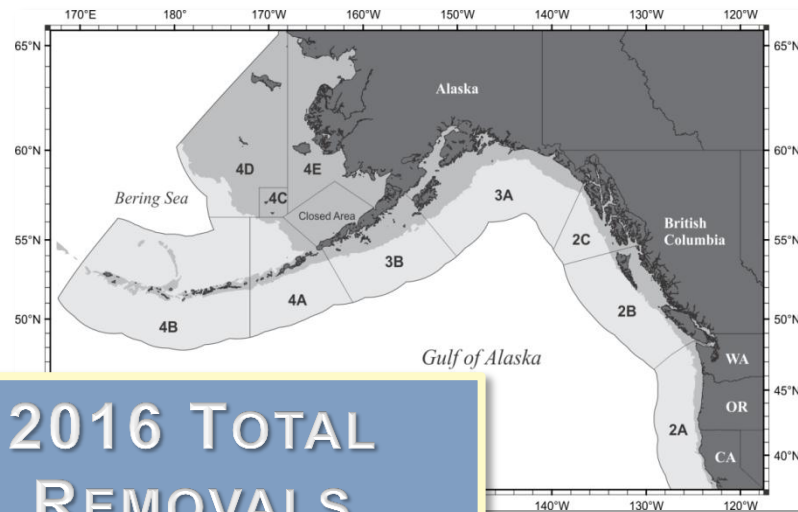 170°E 180° 170°W 160°W 150°W 140°W 130°W 120°W
65°N 65°N
Alaska
60°N 60°N
4D 4E
3A
Bering Sea
4C
Closed Area
British
Columbia
2C
55°N 55°N
3B
4A
2B
4B
50°N 50°N
Gulf of Alaska
WA
45°N
OR
2A
40°N
CA
2016 TOTAL
REMOVALS
140°W 130°W 120°W